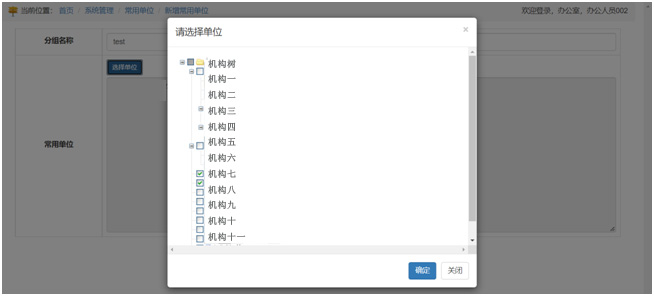 当前位置： 首页 / 系统管理 / 常用单位 / 新增常用单位
欢迎登录，办公室，办公人员002
分组名称
test
选择单位
常用单位
请选择单位
×
机构树
机构一
机构二
机构三
机构四
机构五
机构六
机构七
机构八
机构九
机构十
机构十一
确定
关闭